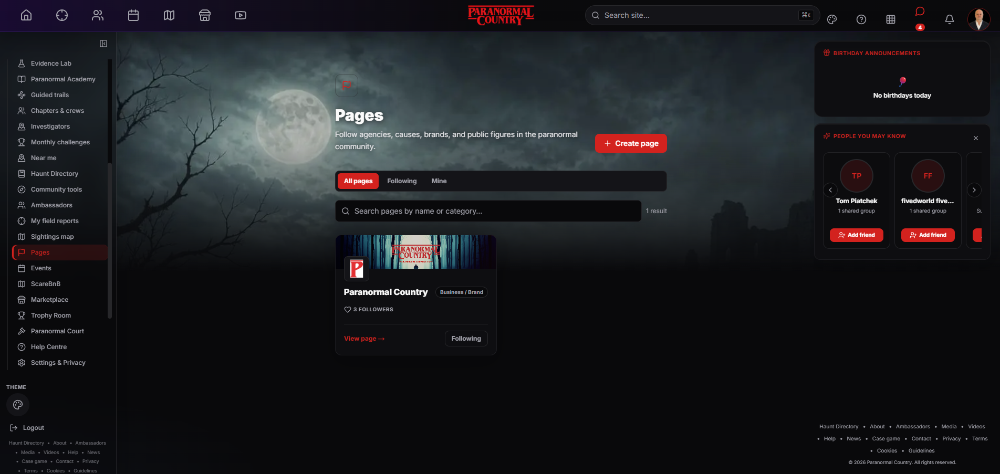 PARANORMAL
COUNTRY
Search site...
⌘K
4
Evidence Lab
Paranormal Academy
Guided trails
Chapters & crews
Investigators
Monthly challenges
Near me
Haunt Directory
Community tools
Ambassadors
My field reports
Sightings map
Pages
Events
ScareBnB
Marketplace
Trophy Room
Paranormal Court
Help Centre
Settings & Privacy
THEME
Logout
Haunt Directory • About • Ambassadors
• Media • Videos • Help • News
• Case game • Contact • Privacy
• Terms • Cookies • Guidelines
Pages
Follow agencies, causes, brands, and public figures in the paranormal
community.
+ Create page
All pages Following Mine
Search pages by name or category...
1 result
PARANORMAL
COUNTRY
PARANORMALCOUNTRY.COM
P
Paranormal Country
Business / Brand
3 FOLLOWERS
View page →
Following
BIRTHDAY ANNOUNCEMENTS
No birthdays today
PEOPLE YOU MAY KNOW
TP
Tom Piatchek
1 shared group
Add friend
FF
fivedworld five...
1 shared group
Add friend
Su
Haunt Directory • About • Ambassadors • Media • Videos
• Help • News • Case game • Contact • Privacy • Terms
• Cookies • Guidelines
© 2026 Paranormal Country. All rights reserved.